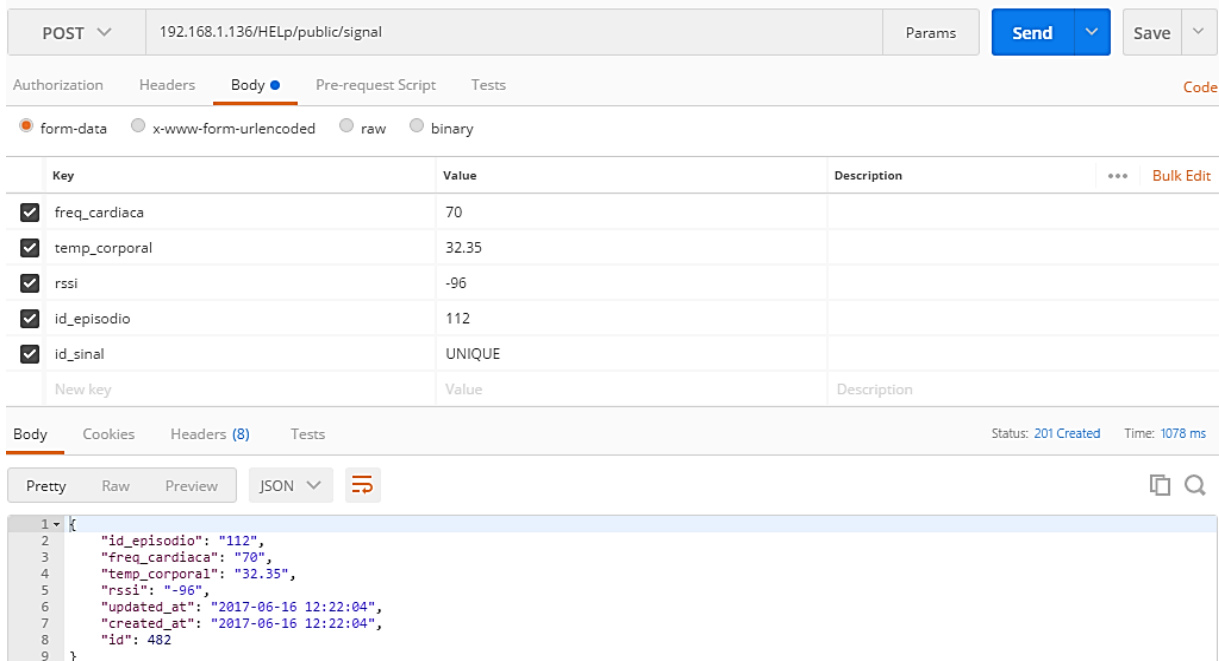 POST 192.168.1.136/HELp/public/signal Params Send Save
Authorization Headers Body Pre-request Script Tests Code
form-data x-www-form-urlencoded raw binary
Key Value Description ••• Bulk Edit
freq_cardiaca 70
temp_corporal 32.35
rssi -96
id_episodio 112
id_sinal UNIQUE
New key Value Description
Body Cookies Headers (8) Tests Status: 201 Created Time: 1078 ms
Pretty Raw Preview JSON
1 {
2 "id_episodio": "112",
3 "freq_cardiaca": "70",
4 "temp_corporal": "32.35",
5 "rssi": "-96",
6 "updated_at": "2017-06-16 12:22:04",
7 "created_at": "2017-06-16 12:22:04",
8 "id": 482
9 }